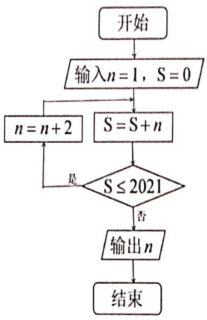 开始
输入n=1，S=0
n=n+2
S=S+n
S≤2021
是
否
输出n
结束